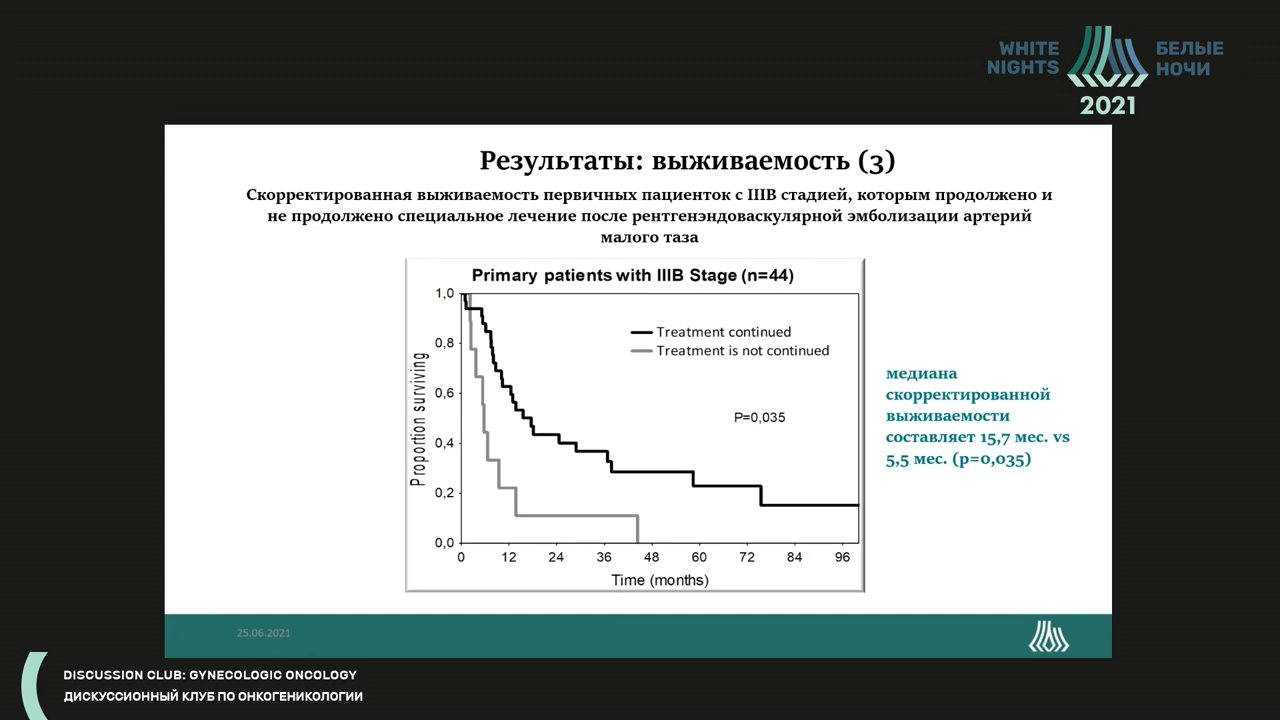 WHITE NIGHTS
БЕЛЫЕ НОЧИ
2021
Результаты: выживаемость (3)
Скорректированная выживаемость первичных пациенток с IIIB стадией, которым продолжено и
не продолжено специальное лечение после рентгенэндоваскулярной эмболизации артерий
малого таза
Primary patients with IIIB Stage (n=44)
1,0
0,8
0,6
0,4
0,2
0,0
Proportion surviving
Treatment continued
Treatment is not continued
P=0,035
0 12 24 36 48 60 72 84 96
Time (months)
медиана
скорректированной
выживаемости
составляет 15,7 мес. vs
5,5 мес. (p=0,035)
25.06.2021
DISCUSSION CLUB: GYNECOLOGIC ONCOLOGY
ДИСКУССИОННЫЙ КЛУБ ПО ОНКОГЕНИКОЛОГИИ